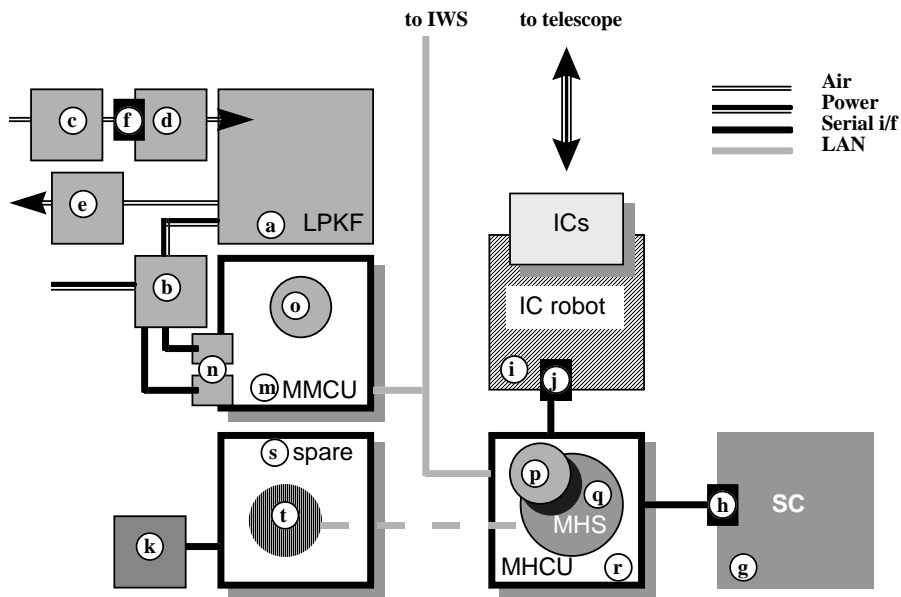 to IWS
to telescope
Air
Power
Serial i/f
LAN
c
f
d
e
a
LPKF
ICs
b
o
IC robot
n
i
j
m
MMCU
s
spare
p
q
t
h
SC
MHS
k
MHCU
r
g